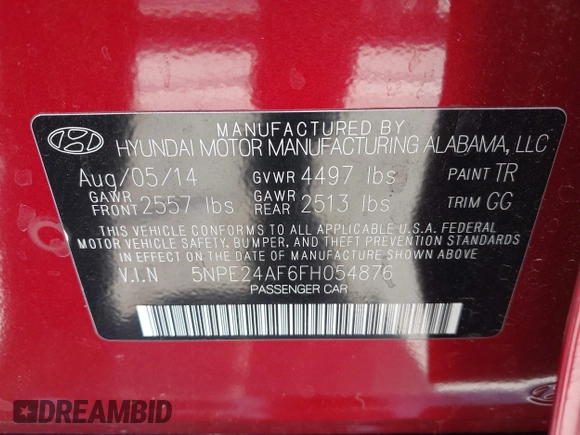 MANUFACTURED BY
HYUNDAI MOTOR MANUFACTURING ALABAMA, LLC
Aug/05/14 GVWR 4497 lbs PAINT TR
GAWR FRONT 2557 lbs GAWR REAR 2513 lbs TRIM GG
THIS VEHICLE CONFORMS TO ALL APPLICABLE U.S.A. FEDERAL
MOTOR VEHICLE SAFETY, BUMPER, AND THEFT PREVENTION STANDARDS
IN EFFECT ON THE DATE OF MANUFACTURE SHOWN ABOVE
V.I.N 5NPE24AF6FH054876
PASSENGER CAR
DREAMBID